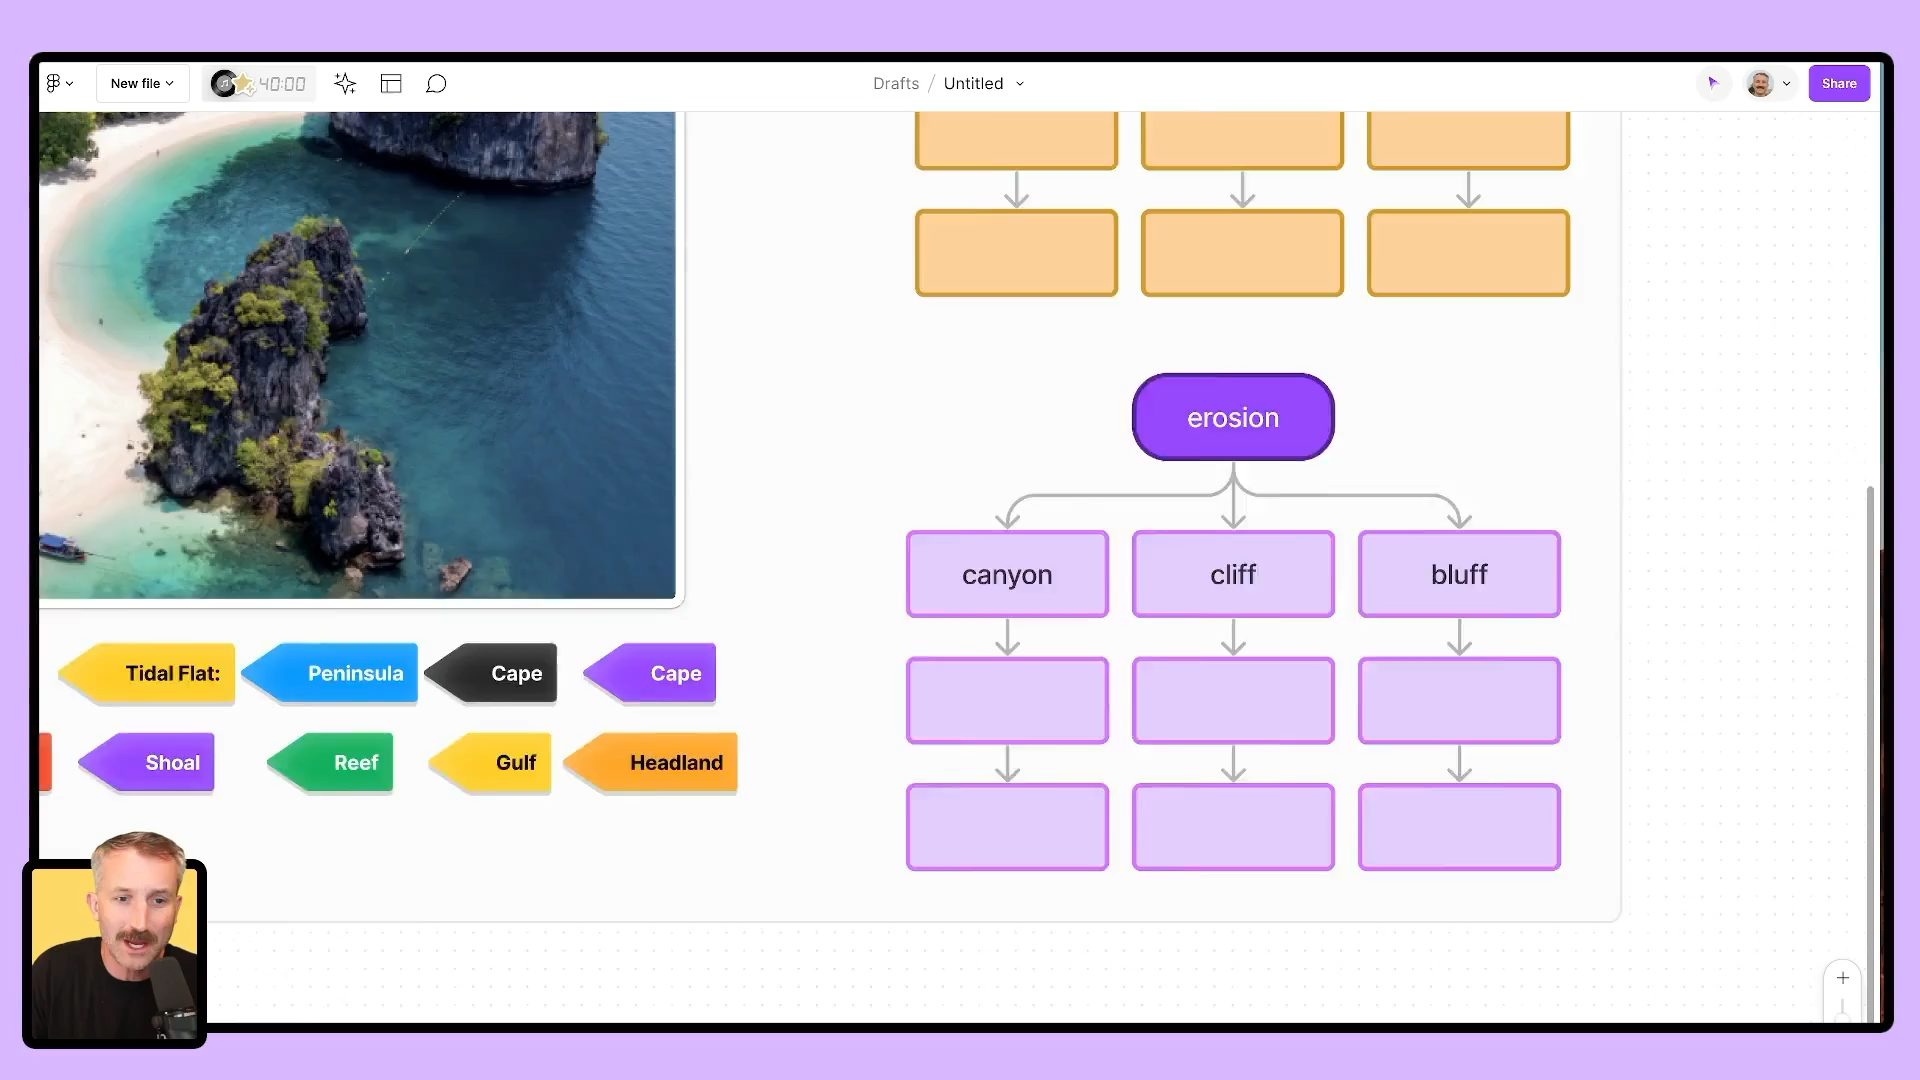 New file
40:00
Drafts / Untitled
Share
erosion
canyon
cliff
bluff
Tidal Flat:
Peninsula
Cape
Cape
Shoal
Reef
Gulf
Headland